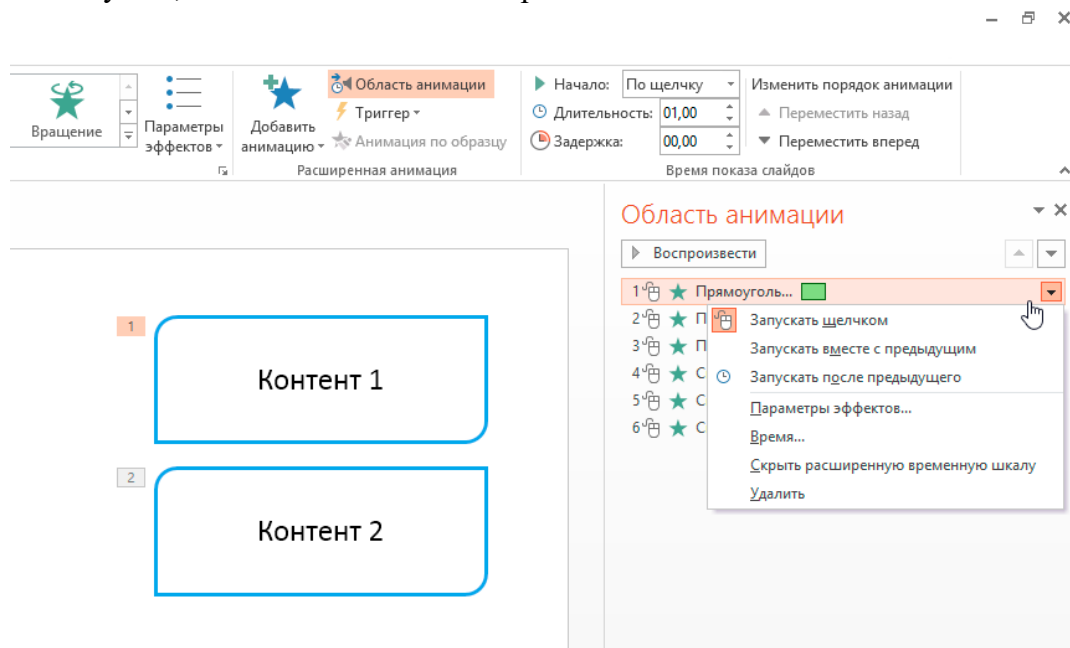 Вращение
Параметры эффектов
Добавить анимацию
Область анимации
Триггер
Анимация по образцу
Расширенная анимация
Начало: По щелчку
Длительность: 01,00
Задержка: 00,00
Изменить порядок анимации
Переместить назад
Переместить вперед
Время показа слайдов
Область анимации
Воспроизвести
1 Прямоуголь...
2 П
3 П
4 С
5 С
6 С
Запускать щелчком
Запускать вместе с предыдущим
Запускать после предыдущего
Параметры эффектов...
Время...
Скрыть расширенную временную шкалу
Удалить
1
Контент 1
2
Контент 2